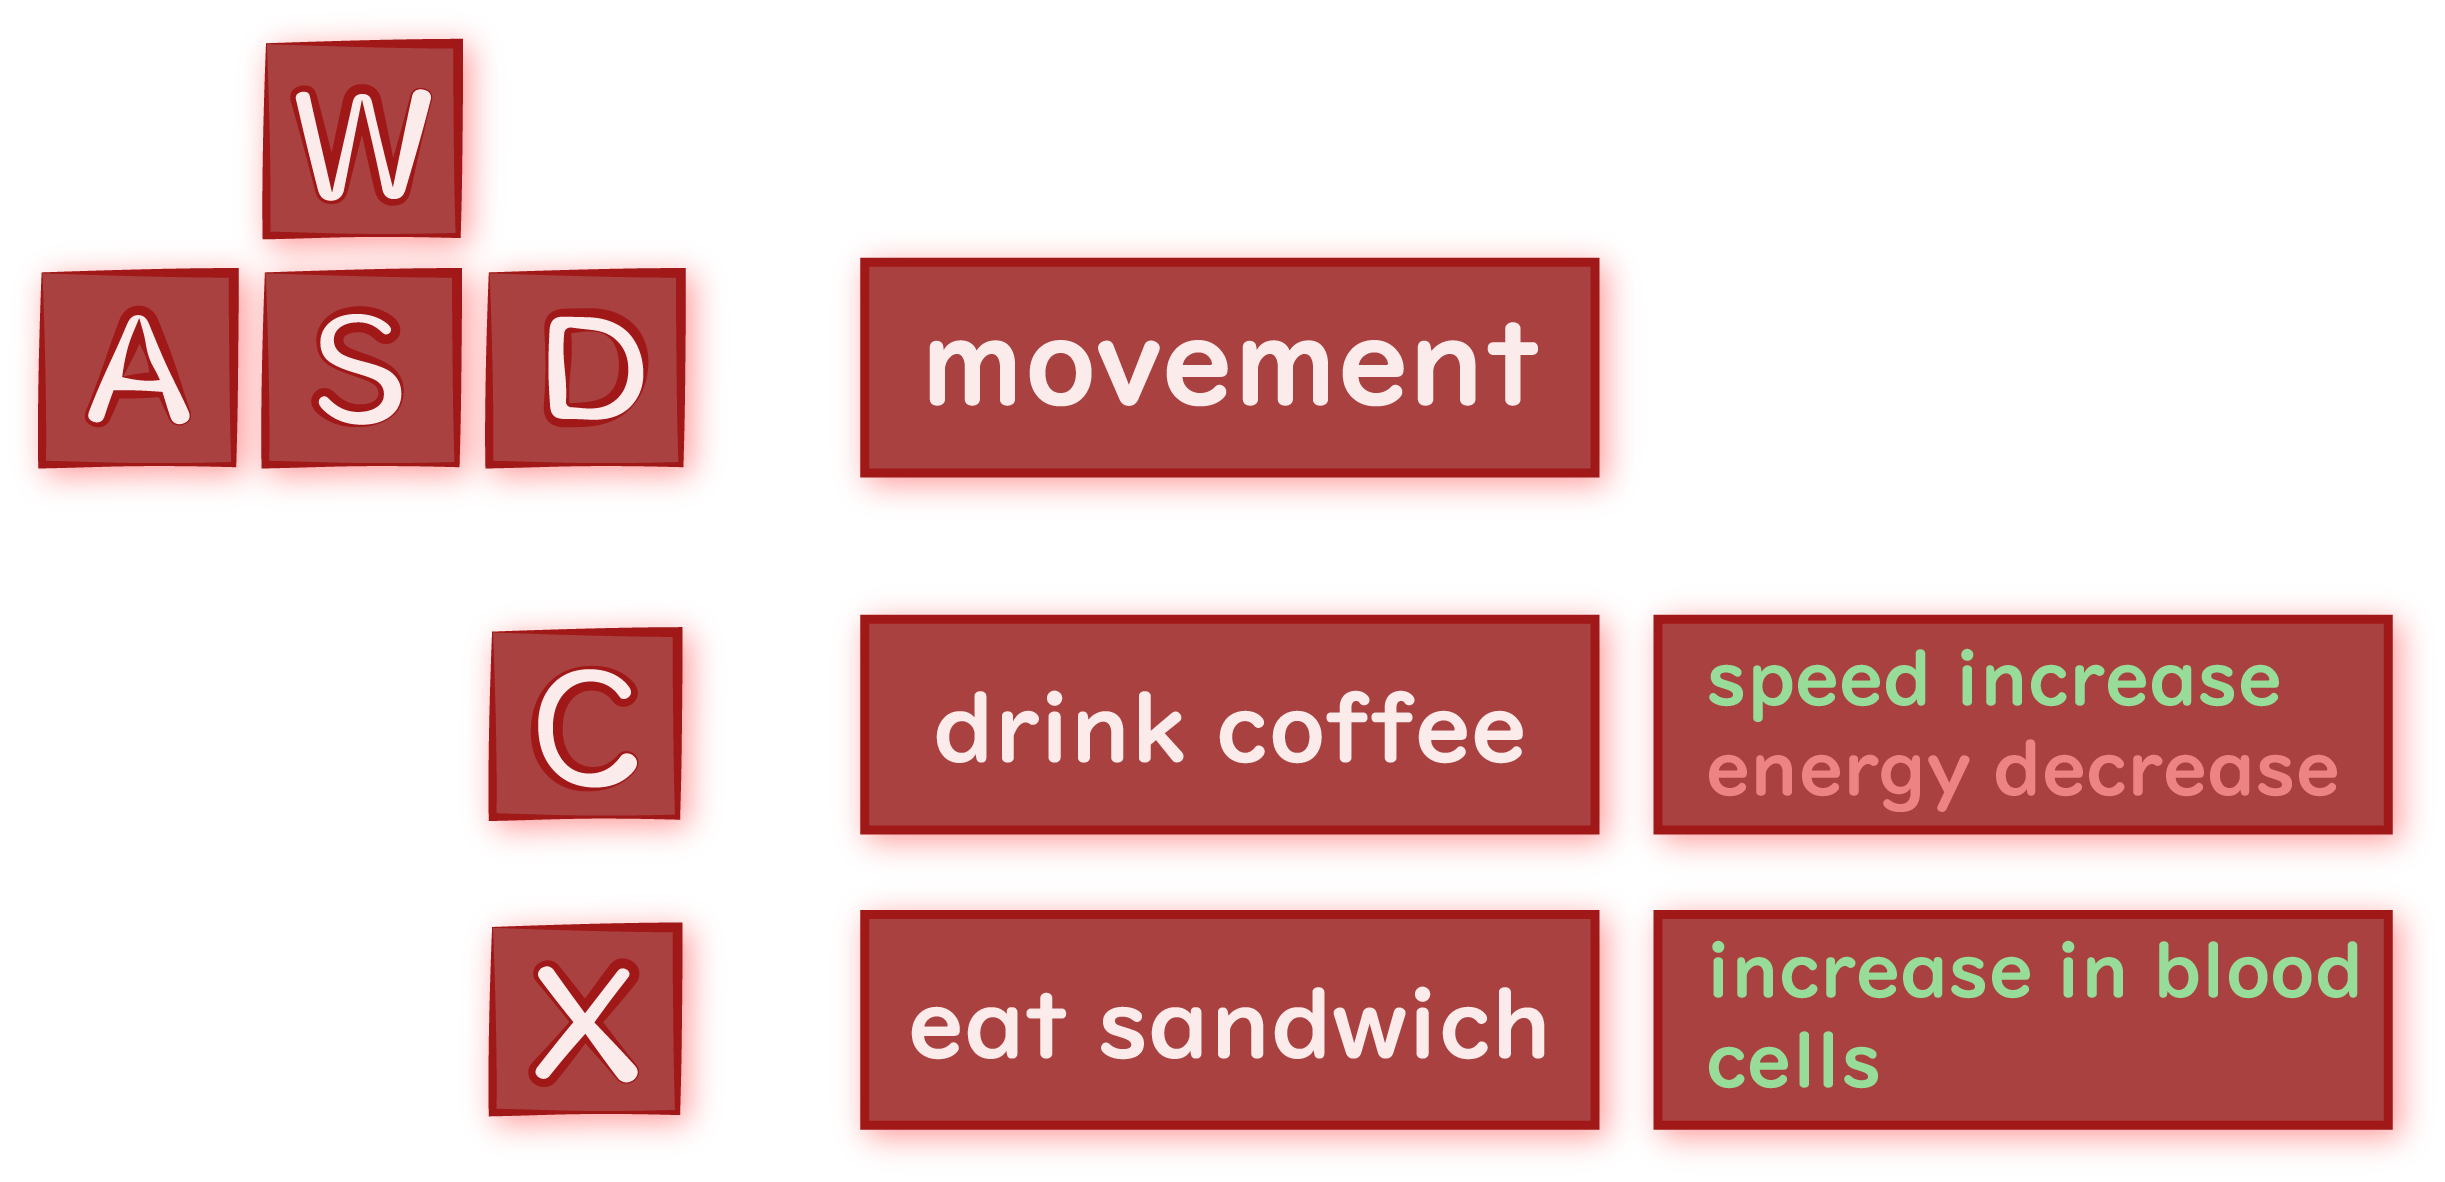 W
A S D
movement
C
drink coffee
speed increase
energy decrease
X
eat sandwich
increase in blood
cells